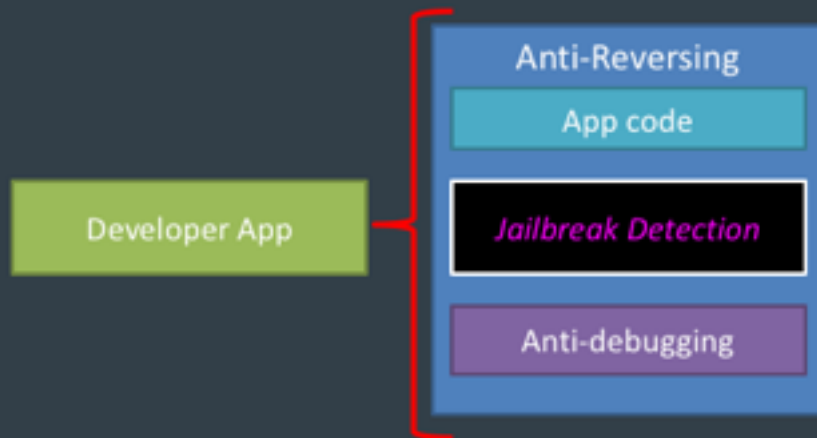 Anti-Reversing
App code
Developer App
Jailbreak Detection
Anti-debugging